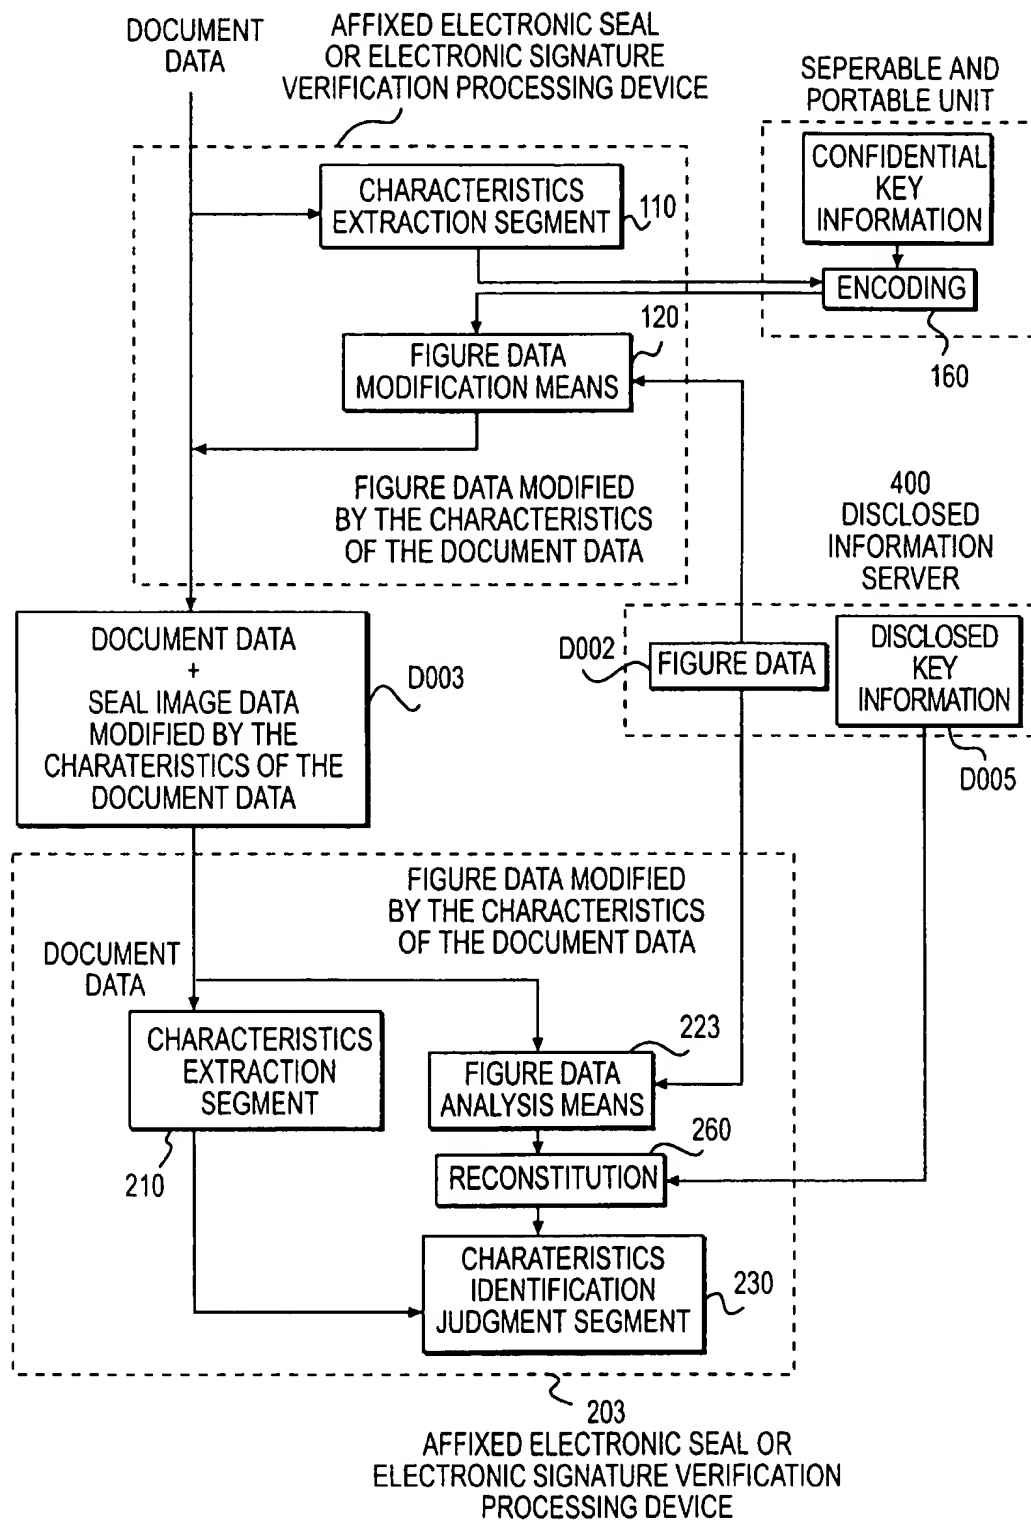 DOCUMENT
DATA
AFFIXED ELECTRONIC SEAL
OR ELECTRONIC SIGNATURE
VERIFICATION PROCESSING DEVICE
SEPERABLE AND
PORTABLE UNIT
CHARACTERISTICS
EXTRACTION SEGMENT
110
CONFIDENTIAL
KEY
INFORMATION
ENCODING
160
120
FIGURE DATA
MODIFICATION MEANS
FIGURE DATA MODIFIED
BY THE CHARACTERISTICS
OF THE DOCUMENT DATA
400
DISCLOSED
INFORMATION
SERVER
DOCUMENT DATA
+
SEAL IMAGE DATA
MODIFIED BY THE
CHARATERISTICS OF THE
DOCUMENT DATA
D003
D002
FIGURE DATA
DISCLOSED
KEY
INFORMATION
D005
FIGURE DATA MODIFIED
BY THE CHARACTERISTICS
OF THE DOCUMENT DATA
DOCUMENT
DATA
CHARACTERISTICS
EXTRACTION
SEGMENT
210
223
FIGURE DATA
ANALYSIS MEANS
260
RECONSTITUTION
CHARATERISTICS
IDENTIFICATION
JUDGMENT SEGMENT
230
203
AFFIXED ELECTRONIC SEAL OR
ELECTRONIC SIGNATURE VERIFICATION
PROCESSING DEVICE